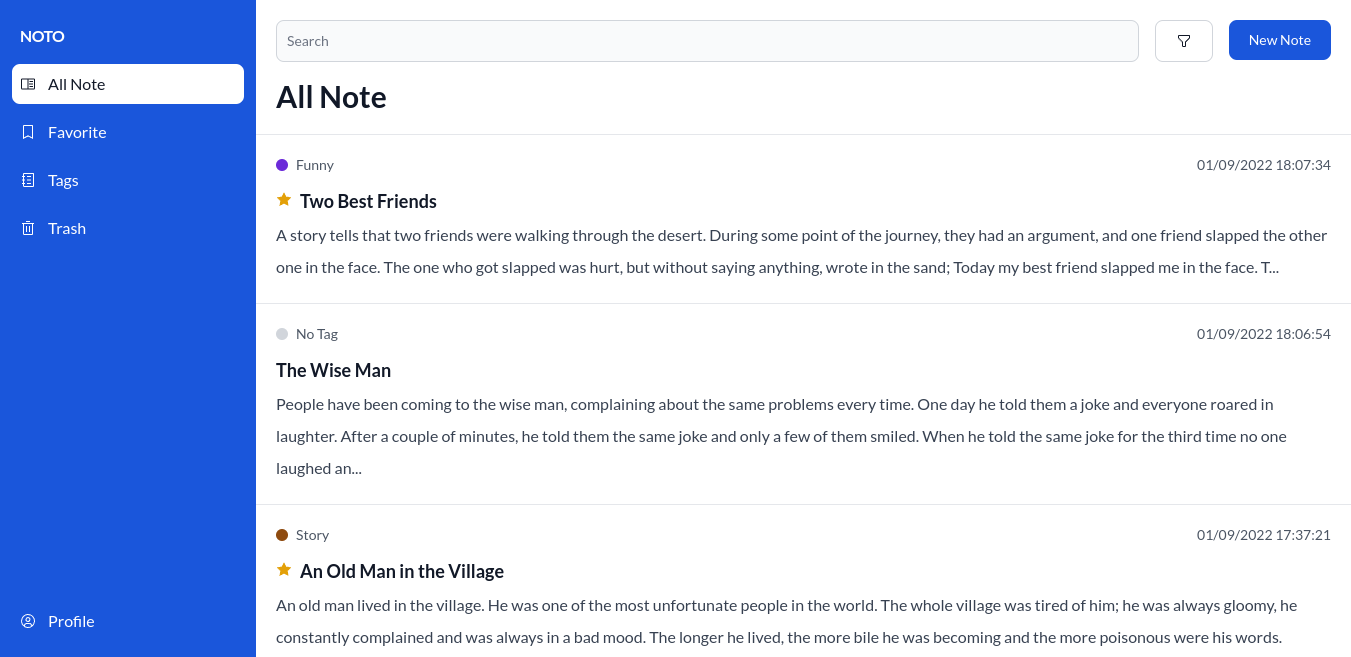 NOTO
All Note
Favorite
Tags
Trash
Profile
Search
New Note
All Note
Funny
01/09/2022 18:07:34
Two Best Friends
A story tells that two friends were walking through the desert. During some point of the journey, they had an argument, and one friend slapped the other
one in the face. The one who got slapped was hurt, but without saying anything, wrote in the sand; Today my best friend slapped me in the face. T...
No Tag
01/09/2022 18:06:54
The Wise Man
People have been coming to the wise man, complaining about the same problems every time. One day he told them a joke and everyone roared in
laughter. After a couple of minutes, he told them the same joke and only a few of them smiled. When he told the same joke for the third time no one
laughed an...
Story
01/09/2022 17:37:21
An Old Man in the Village
An old man lived in the village. He was one of the most unfortunate people in the world. The whole village was tired of him; he was always gloomy, he
constantly complained and was always in a bad mood. The longer he lived, the more bile he was becoming and the more poisonous were his words.